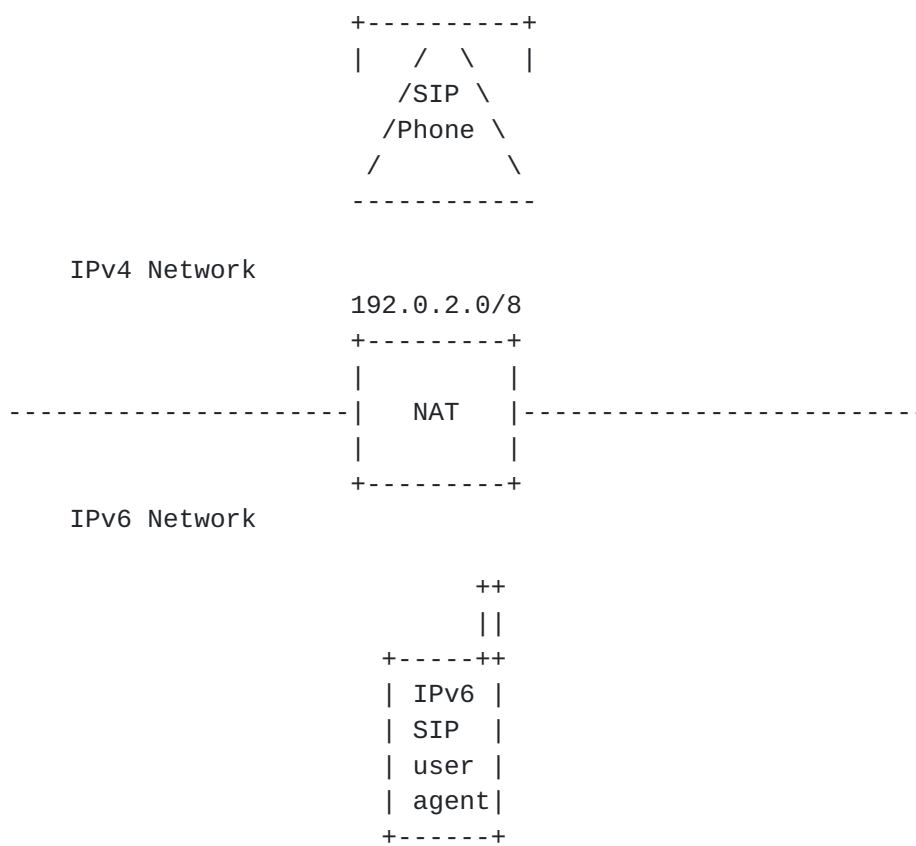 /SIP \
/Phone \
IPv4 Network
192.0.2.0/8
NAT
IPv6 Network
IPv6
SIP
user
agent